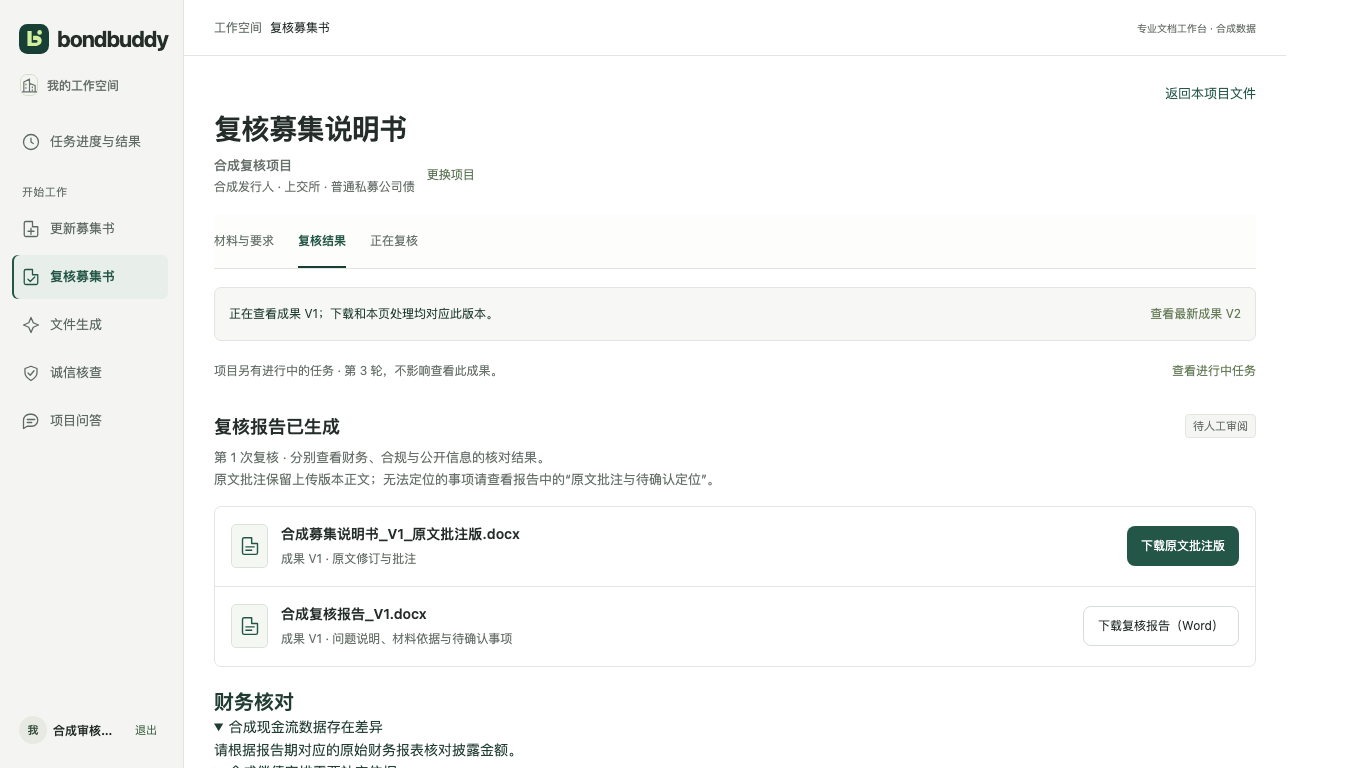 bondbuddy
我的工作空间
任务进度与结果
开始工作
更新募集书
复核募集书
文件生成
诚信核查
项目问答
我 合成审核... 退出
工作空间 复核募集书
专业文档工作台 · 合成数据
返回本项目文件
复核募集说明书
合成复核项目
合成发行人 · 上交所 · 普通私募公司债
更换项目
材料与要求 复核结果 正在复核
正在查看成果 V1；下载和本页处理均对应此版本。
查看最新成果 V2
项目另有进行中的任务 · 第 3 轮，不影响查看此成果。
查看进行中任务
复核报告已生成
待人工审阅
第 1 次复核 · 分别查看财务、合规与公开信息的核对结果。
原文批注保留上传版本正文；无法定位的事项请查看报告中的“原文批注与待确认定位”。
合成募集说明书_V1_原文批注版.docx
成果 V1 · 原文修订与批注
下载原文批注版
合成复核报告_V1.docx
成果 V1 · 问题说明、材料依据与待确认事项
下载复核报告（Word）
财务核对
▼ 合成现金流数据存在差异
请根据报告期对应的原始财务报表核对披露金额。